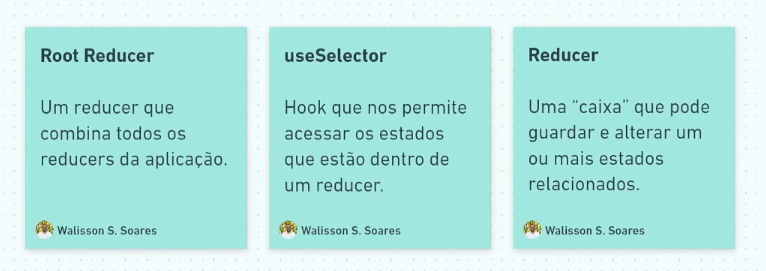 Root Reducer
Um reducer que
combina todos os
reducers da aplicação.
Walisson S. Soares
useSelector
Hook que nos permite
acessar os estados
que estão dentro de
um reducer.
Walisson S. Soares
Reducer
Uma “caixa” que pode
guardar e alterar um
ou mais estados
relacionados.
Walisson S. Soares